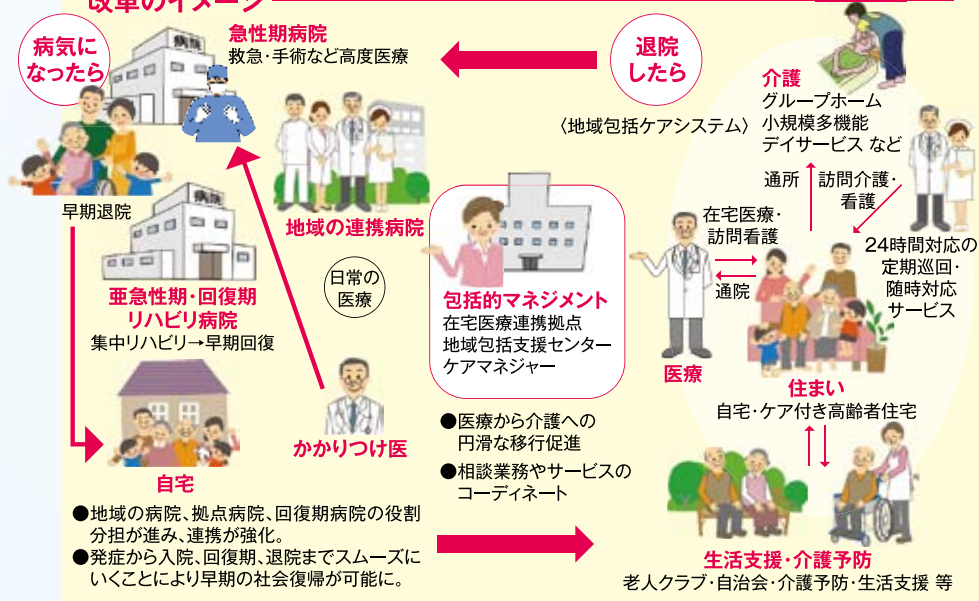 改革のイメージ
病気に
なったら
病院
急性期病院
救急・手術など高度医療
早期退院
地域の連携病院
病院
亜急性期・回復期
リハビリ病院
集中リハビリ→早期回復
日常の
医療
かかりつけ医
自宅
●地域の病院、拠点病院、回復期病院の役割
分担が進み、連携が強化。
●発症から入院、回復期、退院までスムーズに
いくことにより早期の社会復帰が可能に。
退院
したら
〈地域包括ケアシステム〉
包括的マネジメント
在宅医療連携拠点
地域包括支援センター
ケアマネジャー
●医療から介護への
円滑な移行促進
●相談業務やサービスの
コーディネート
介護
グループホーム
小規模多機能
デイサービス など
通所
訪問介護・
看護
在宅医療・
訪問看護
通院
24時間対応の
定期巡回・
随時対応
サービス
医療
住まい
自宅・ケア付き高齢者住宅
生活支援・介護予防
老人クラブ・自治会・介護予防・生活支援 等